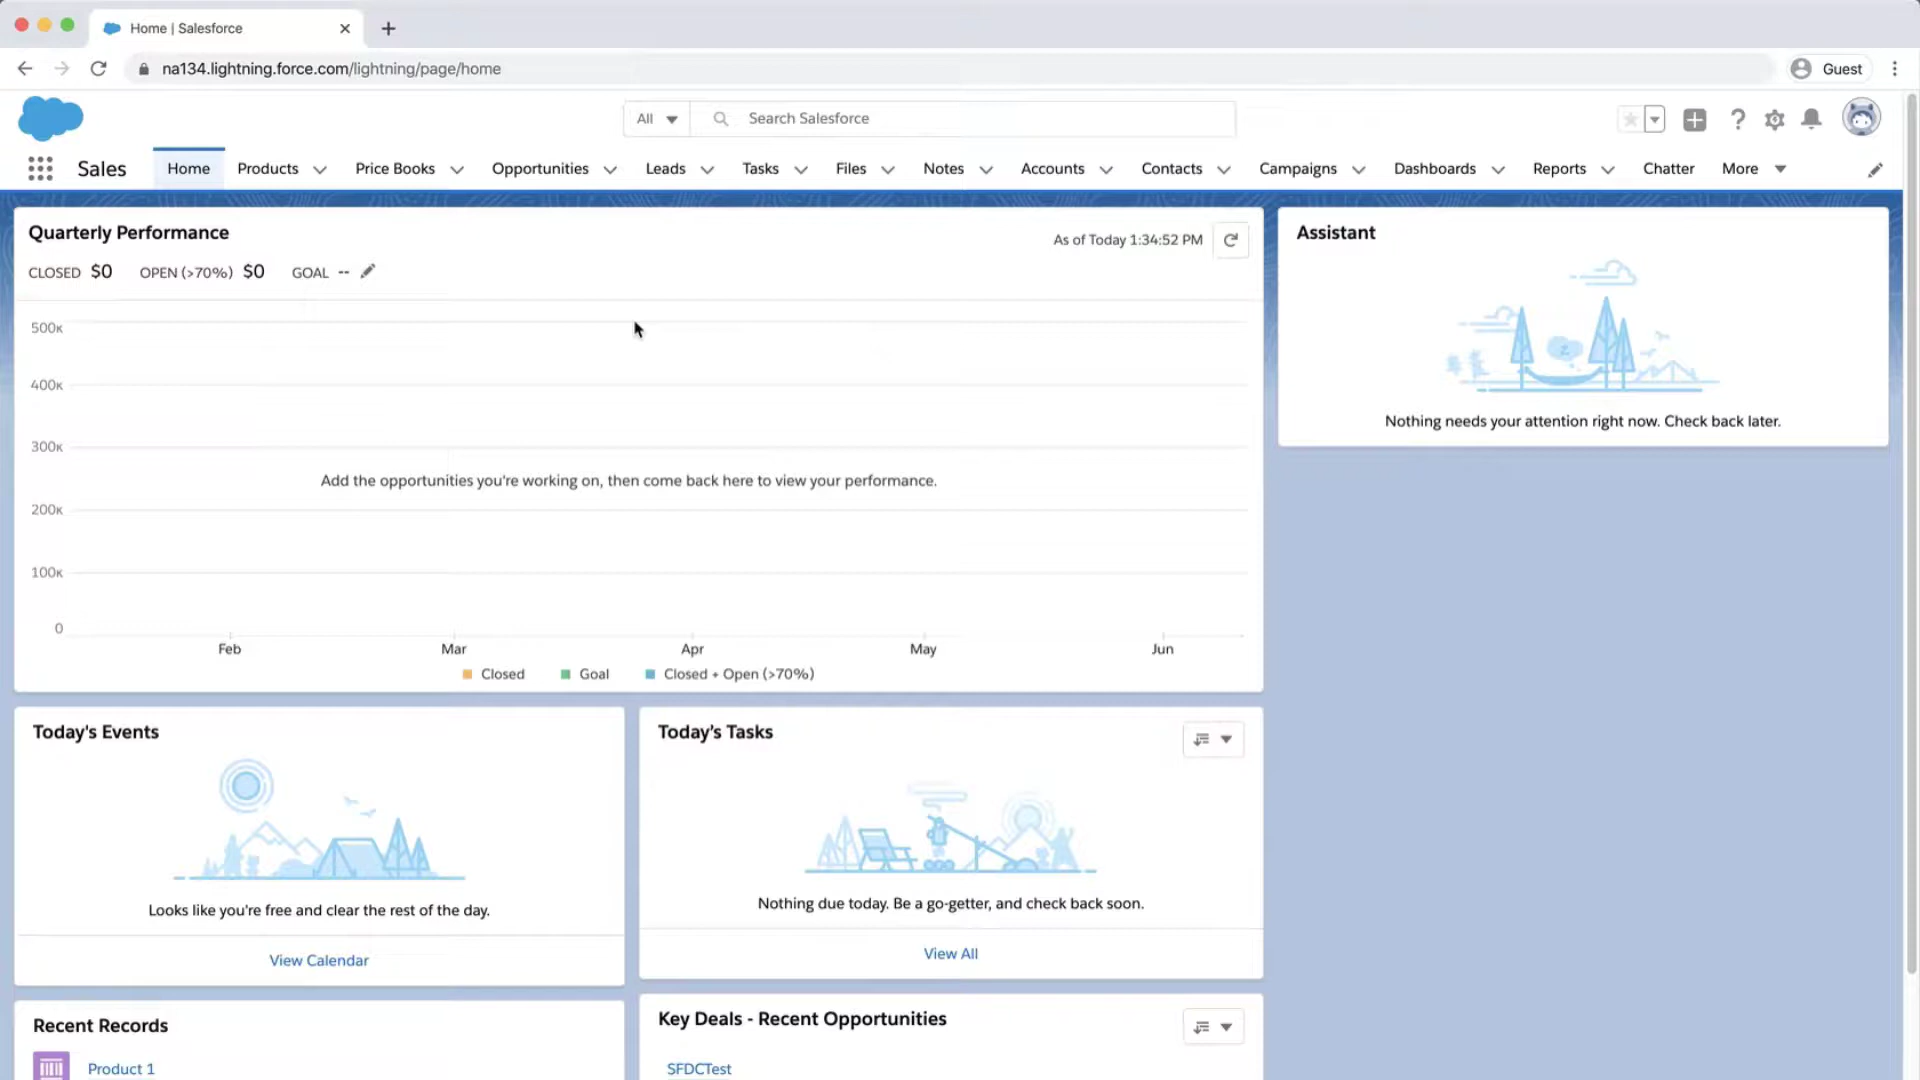 Home | Salesforce
na134.lightning.force.com/lightning/page/home
Guest
All
Search Salesforce
Sales
Home
Products
Price Books
Opportunities
Leads
Tasks
Files
Notes
Accounts
Contacts
Campaigns
Dashboards
Reports
Chatter
More
Quarterly Performance
As of Today 1:34:52 PM
CLOSED $0 OPEN (>70%) $0 GOAL --
500K
400K
300K
Add the opportunities you're working on, then come back here to view your performance.
200K
100K
0
Feb Mar Apr May Jun
Closed Goal Closed + Open (>70%)
Assistant
Nothing needs your attention right now. Check back later.
Today's Events
Looks like you're free and clear the rest of the day.
View Calendar
Today's Tasks
Nothing due today. Be a go-getter, and check back soon.
View All
Recent Records
Product 1
Key Deals - Recent Opportunities
SFDCTest